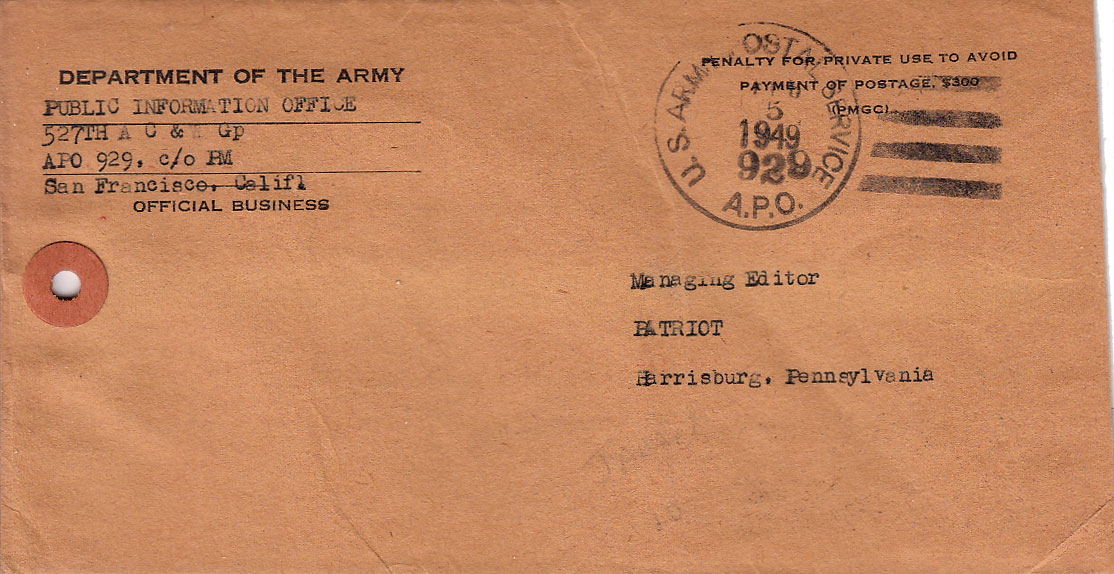 DEPARTMENT OF THE ARMY
PUBLIC INFORMATION OFFICE
527TH A C & W Gp
APO 929, c/o PM
San Francisco, Califl
OFFICIAL BUSINESS
PENALTY FOR PRIVATE USE TO AVOID
PAYMENT OF POSTAGE, $300
(PMGC)
U.S. ARMY POSTAL SERVICE
5
1949
929
A.P.O.
Managing Editor
PATRIOT
Harrisburg, Pennsylvania